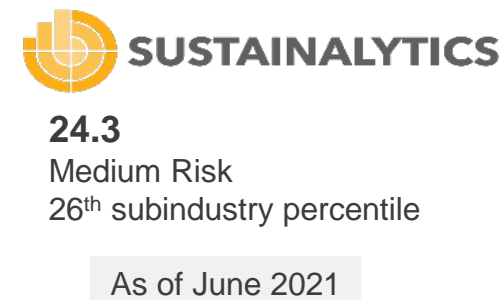 SUSTAINALYTICS
24.3
Medium Risk
26th subindustry percentile
As of June 2021